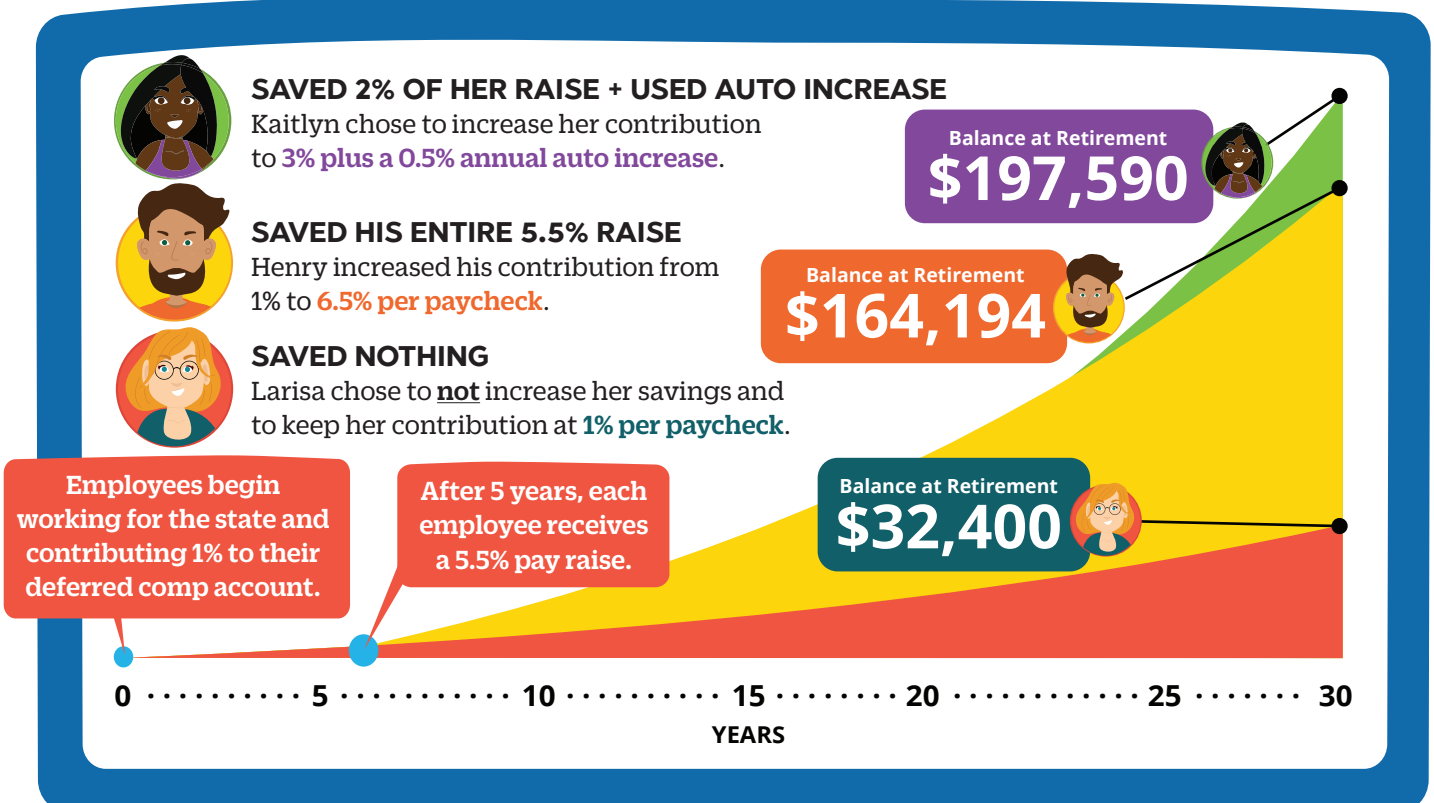 SAVED 2% OF HER RAISE + USED AUTO INCREASE
Kaitlyn chose to increase her contribution
to 3% plus a 0.5% annual auto increase.
Balance at Retirement
$197,590
SAVED HIS ENTIRE 5.5% RAISE
Henry increased his contribution from
1% to 6.5% per paycheck.
Balance at Retirement
$164,194
SAVED NOTHING
Larisa chose to not increase her savings and
to keep her contribution at 1% per paycheck.
Balance at Retirement
$32,400
Employees begin
working for the state and
contributing 1% to their
deferred comp account.
After 5 years, each
employee receives
a 5.5% pay raise.
0 5 10 15 20 25 30
YEARS